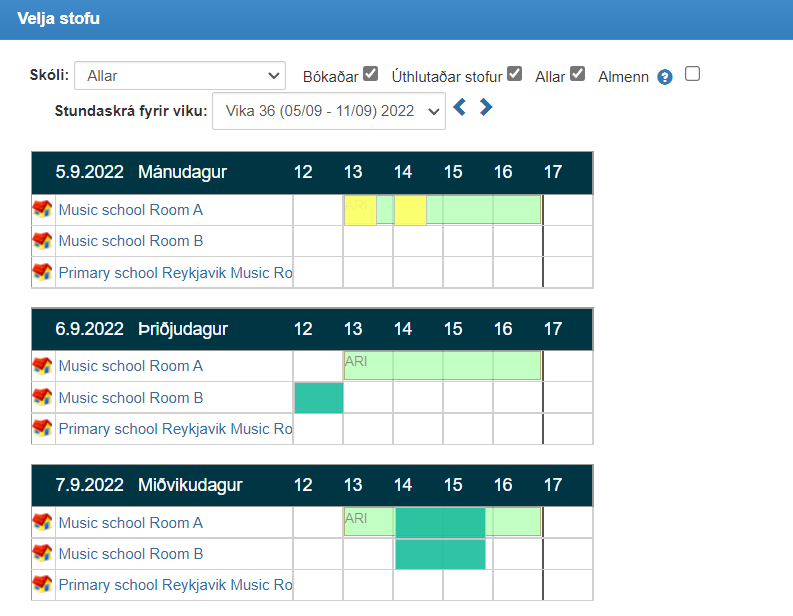 Velja stofu
Skóli: Allar Bókaðar Úthlutaðar stofur Allar Almenn ?
Stundaskrá fyrir viku: Vika 36 (05/09 - 11/09) 2022
5.9.2022 Mánudagur 12 13 14 15 16 17
Music school Room A ARI
Music school Room B
Primary school Reykjavik Music Ro
6.9.2022 Þriðjudagur 12 13 14 15 16 17
Music school Room A ARI
Music school Room B
Primary school Reykjavik Music Ro
7.9.2022 Miðvikudagur 12 13 14 15 16 17
Music school Room A ARI
Music school Room B
Primary school Reykjavik Music Ro